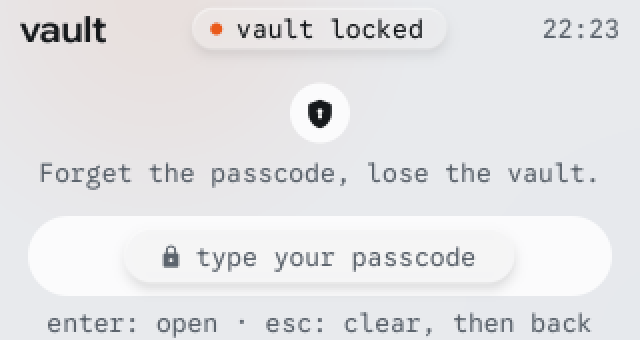 vault
vault locked
22:23
Forget the passcode, lose the vault.
type your passcode
enter: open · esc: clear, then back